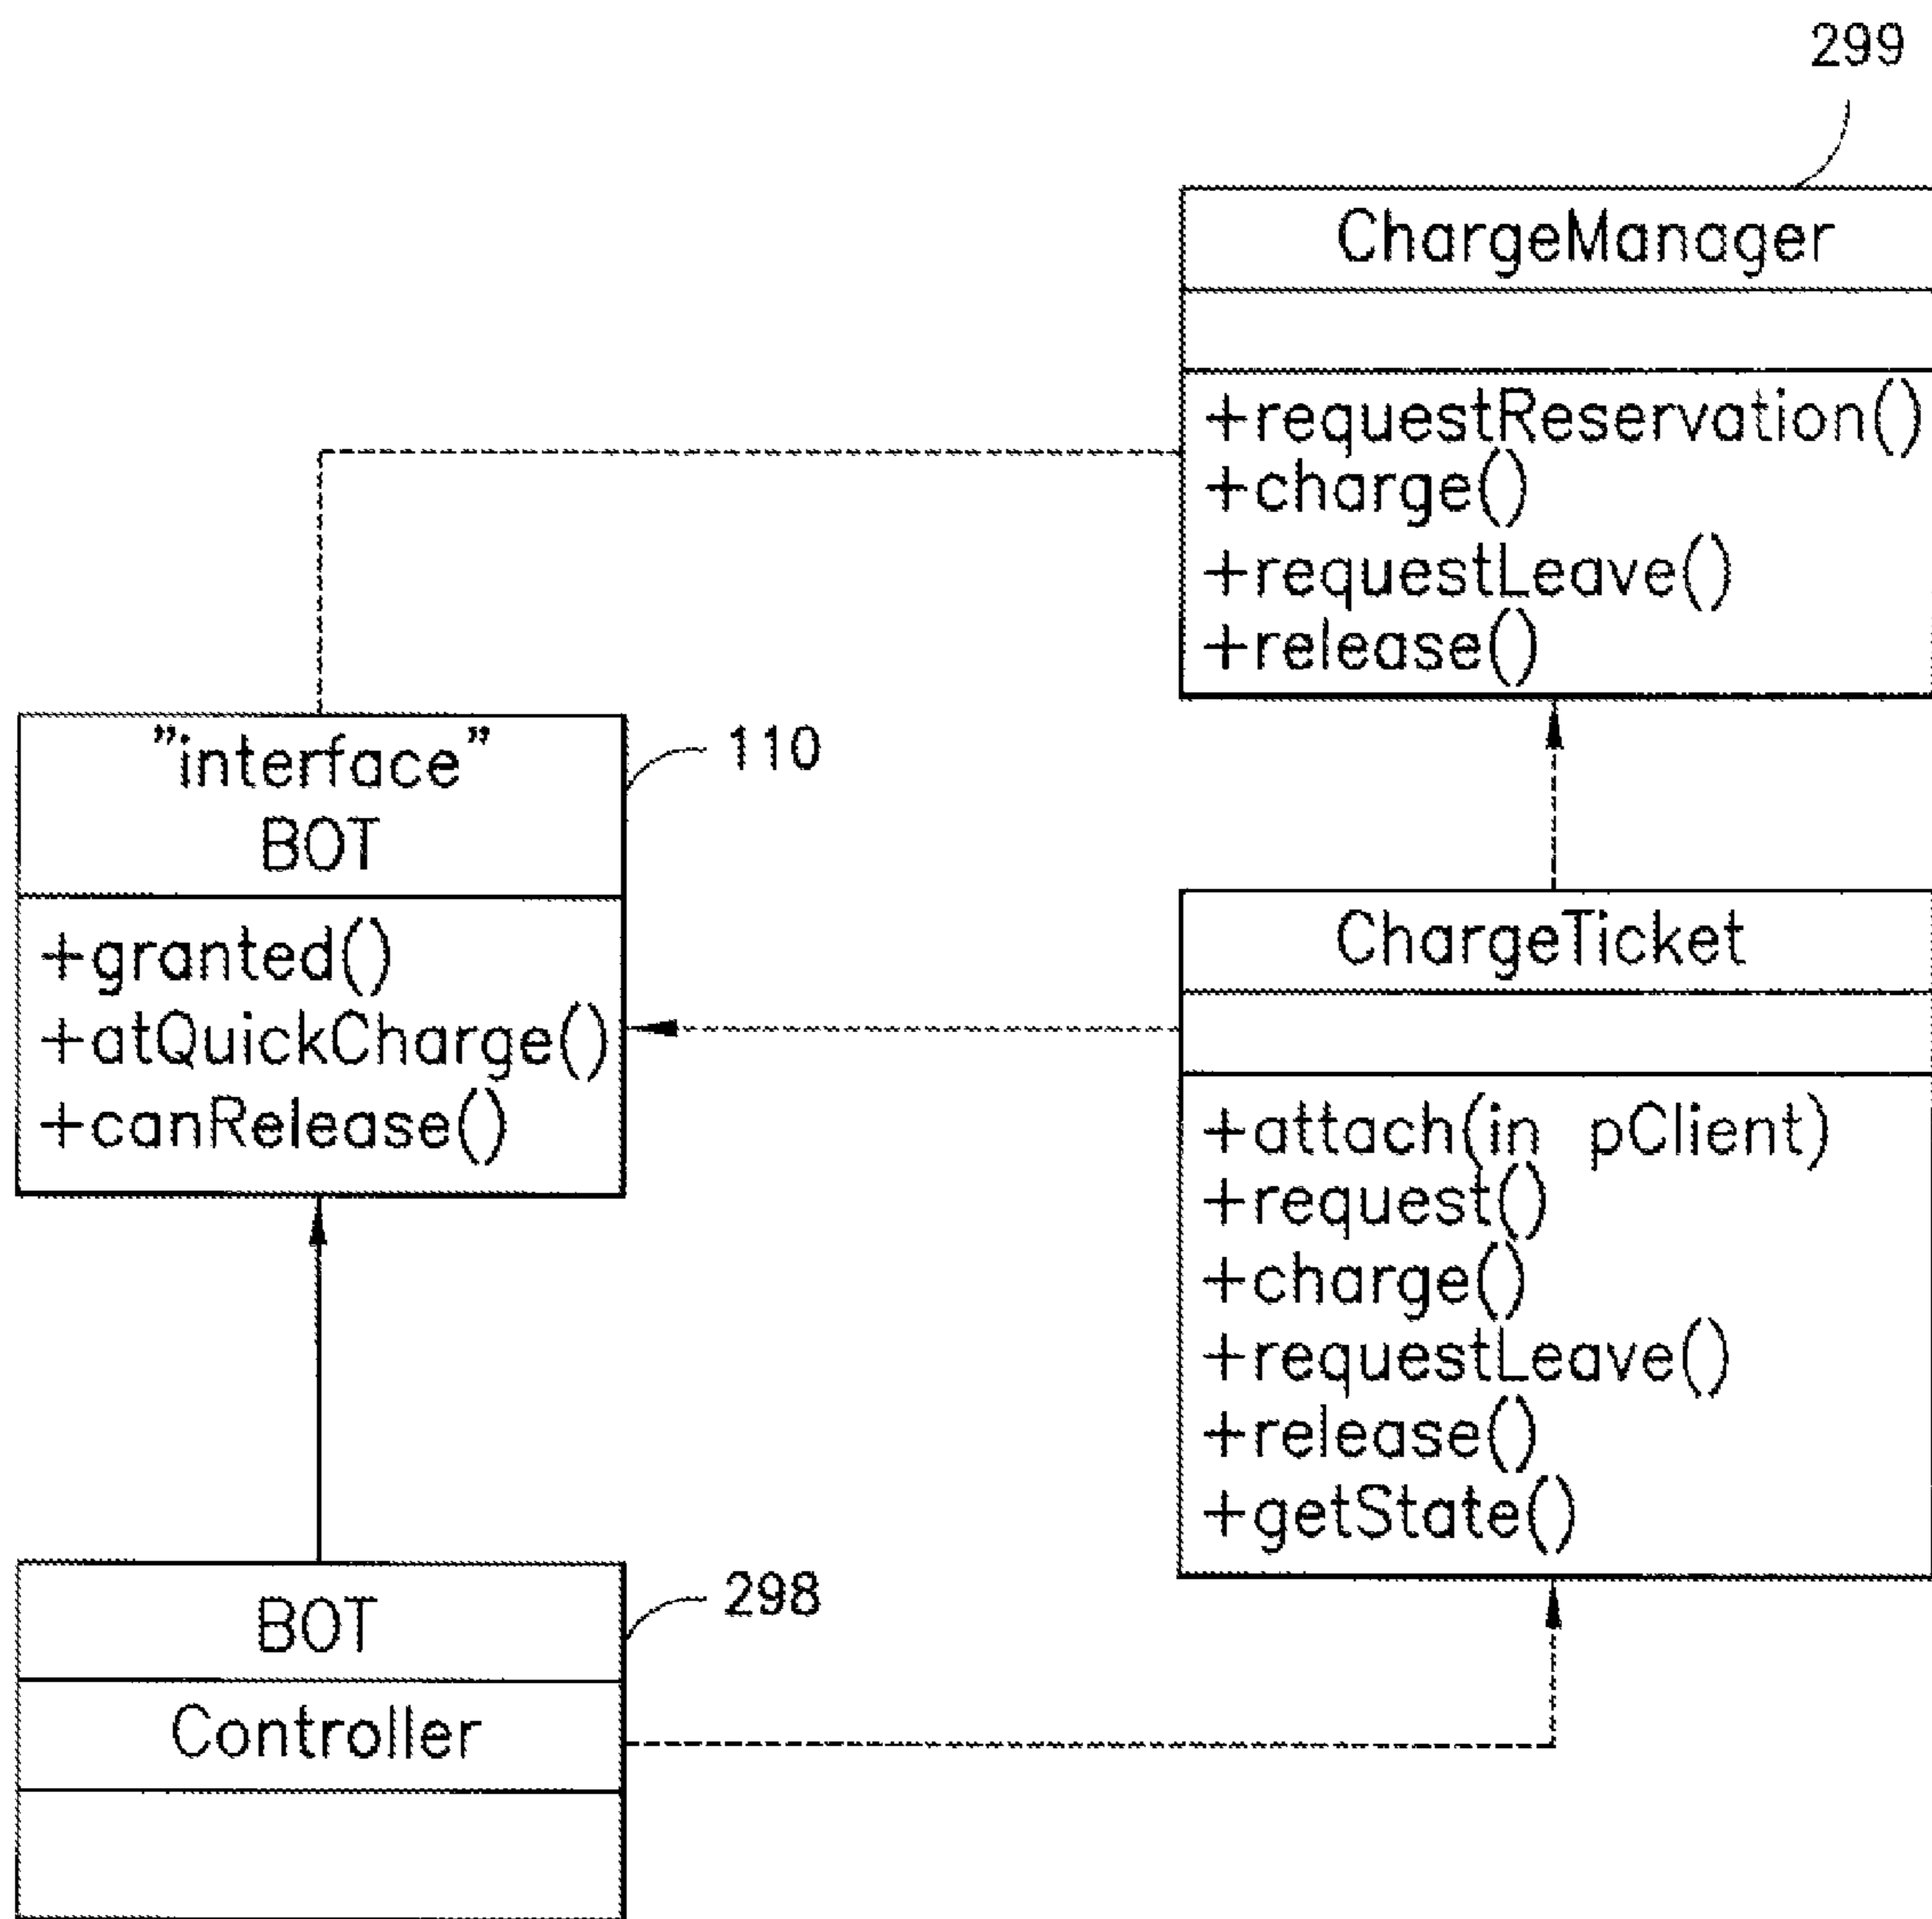 299
ChargeManager
+requestReservation()
+charge()
+requestLeave()
+release()
"interface"
BOT
110
+granted()
+atQuickCharge()
+canRelease()
ChargeTicket
+attach(in pClient)
+request()
+charge()
+requestLeave()
+release()
+getState()
BOT
298
Controller